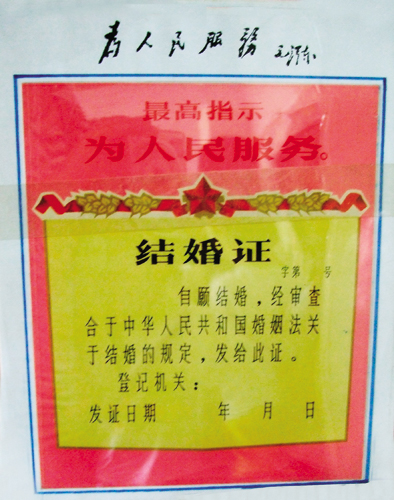 为人民服务 毛泽东
最高指示
为人民服务。
结婚证
字第 号
自愿结婚，经审查
合于中华人民共和国婚姻法关
于结婚的规定，发给此证。
登记机关：
发证日期 年 月 日